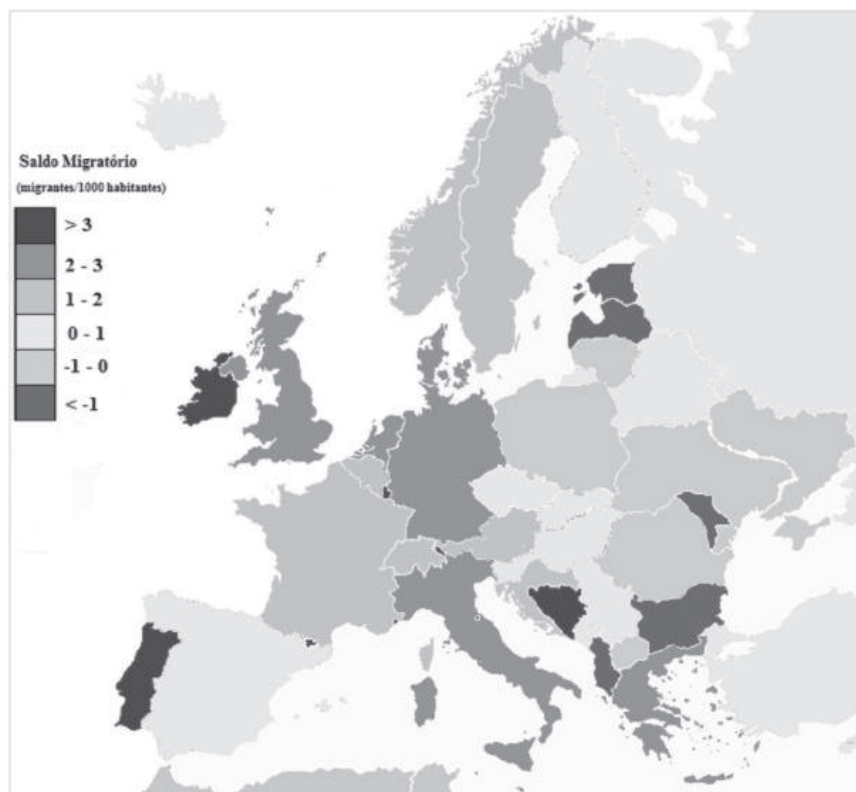 Saldo Migratório
(migrantes/1000 habitantes)
> 3
2 - 3
1 - 2
0 - 1
-1 - 0
< -1